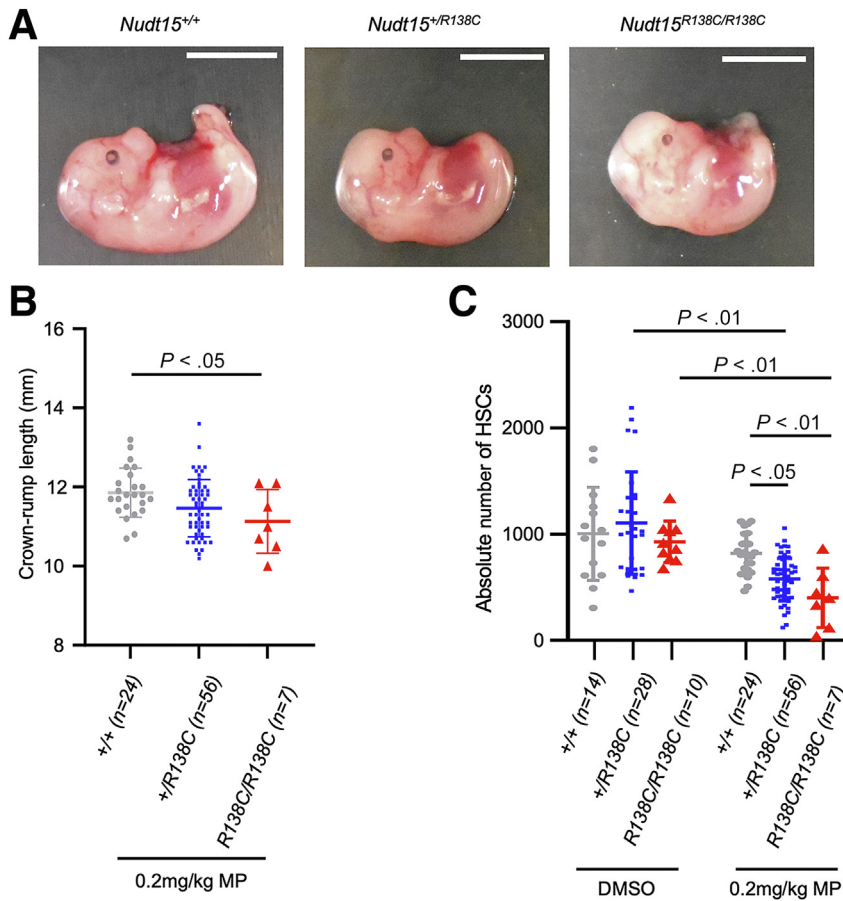 A
Nudt15+/+
Nudt15+/R138C
Nudt15R138C/R138C
B
Crown-rump length (mm)
16
14
12
10
8
P < .05
+/+ (n=24)
+/R138C (n=56)
R138C/R138C (n=7)
0.2mg/kg MP
C
Absolute number of HSCs
3000
2000
1000
0
P < .01
P < .01
P < .01
P < .05
+/+ (n=14)
+/R138C (n=28)
R138C/R138C (n=10)
+/+ (n=24)
+/R138C (n=56)
R138C/R138C (n=7)
DMSO
0.2mg/kg MP